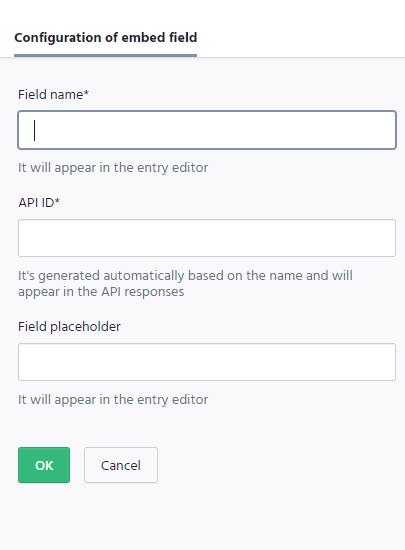 Configuration of embed field
Field name*
It will appear in the entry editor
API ID*
It's generated automatically based on the name and will
appear in the API responses
Field placeholder
It will appear in the entry editor
OK Cancel